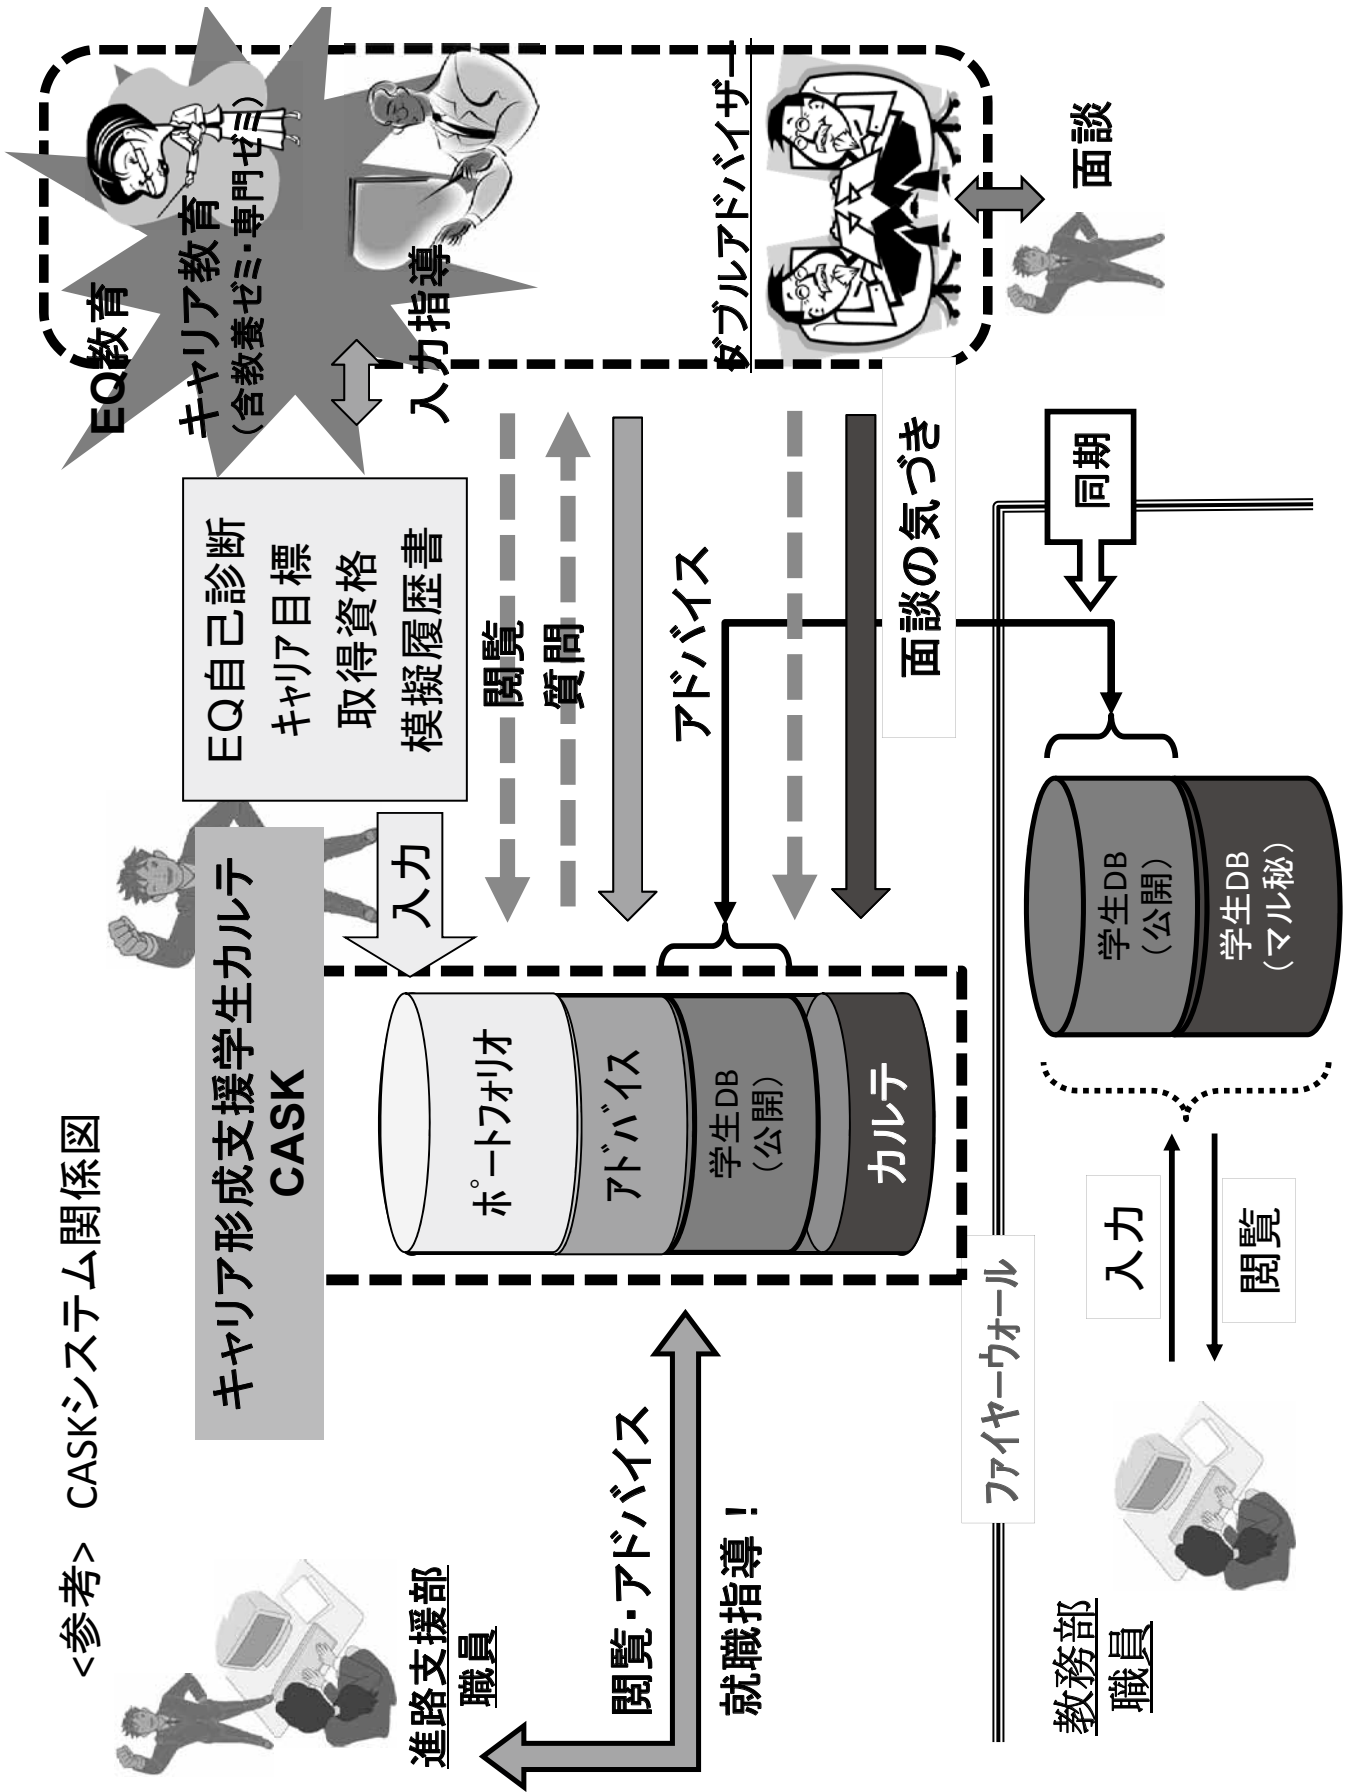 <参考> CASKシステム関係図
キャリア形成支援学生カルテ
CASK
EQ自己診断
キャリア目標
取得資格
模擬履歴書
EQ教育
キャリア教育
(含教養ゼミ・専門ゼミ)
入力指導
入力
進路支援部
職員
閲覧・アドバイス
就職指導！
ポートフォリオ
アドバイス
学生DB
(公開)
カルテ
閲覧
質問
アドバイス
面談の気づき
ダブルアドバイザー
面談
ファイヤーウォール
同期
教務部
職員
入力
閲覧
学生DB
(公開)
学生DB
(マル秘)